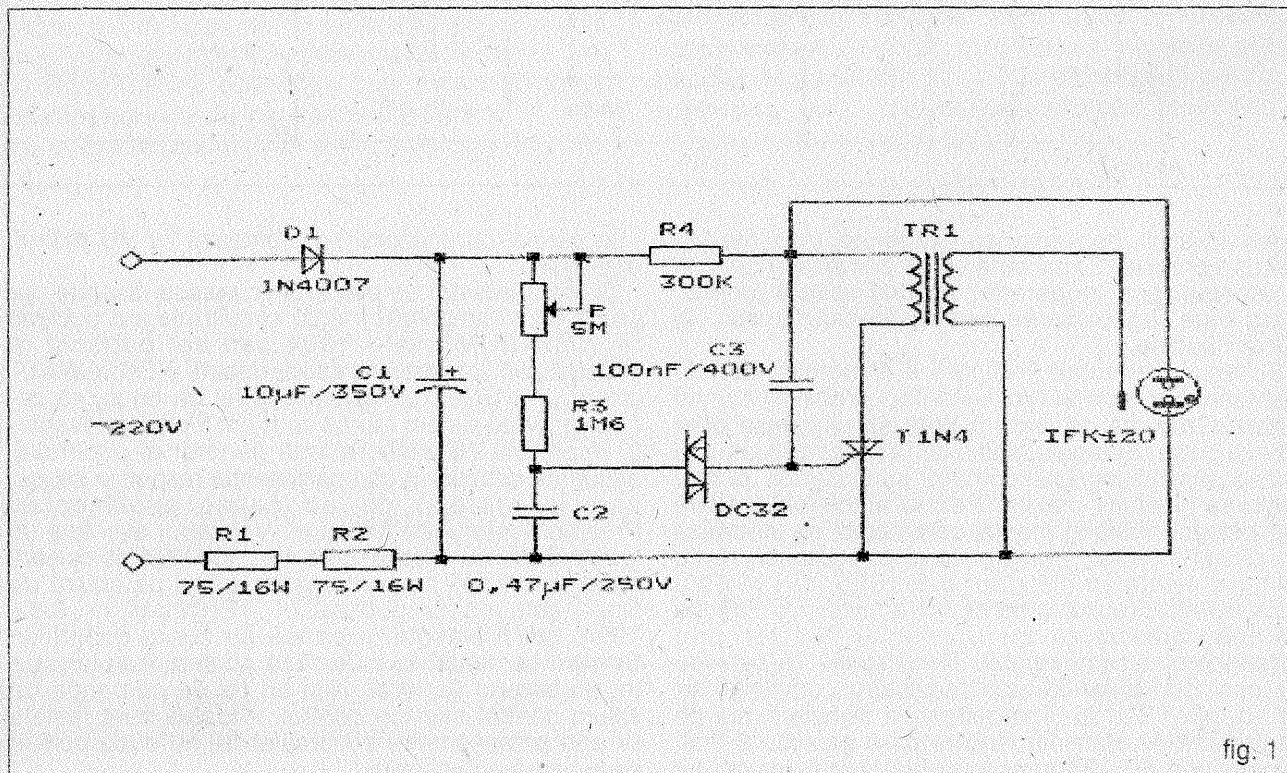 D1
1N4007
R4
300K
TR1
P
5M
C1
+
10µF/350V
C3
100nF/400V
R3
1M6
~220V
T1N4
IFK120
DC32
C2
R1
75/16W
R2
75/16W
0,47µF/250V
fig. 1